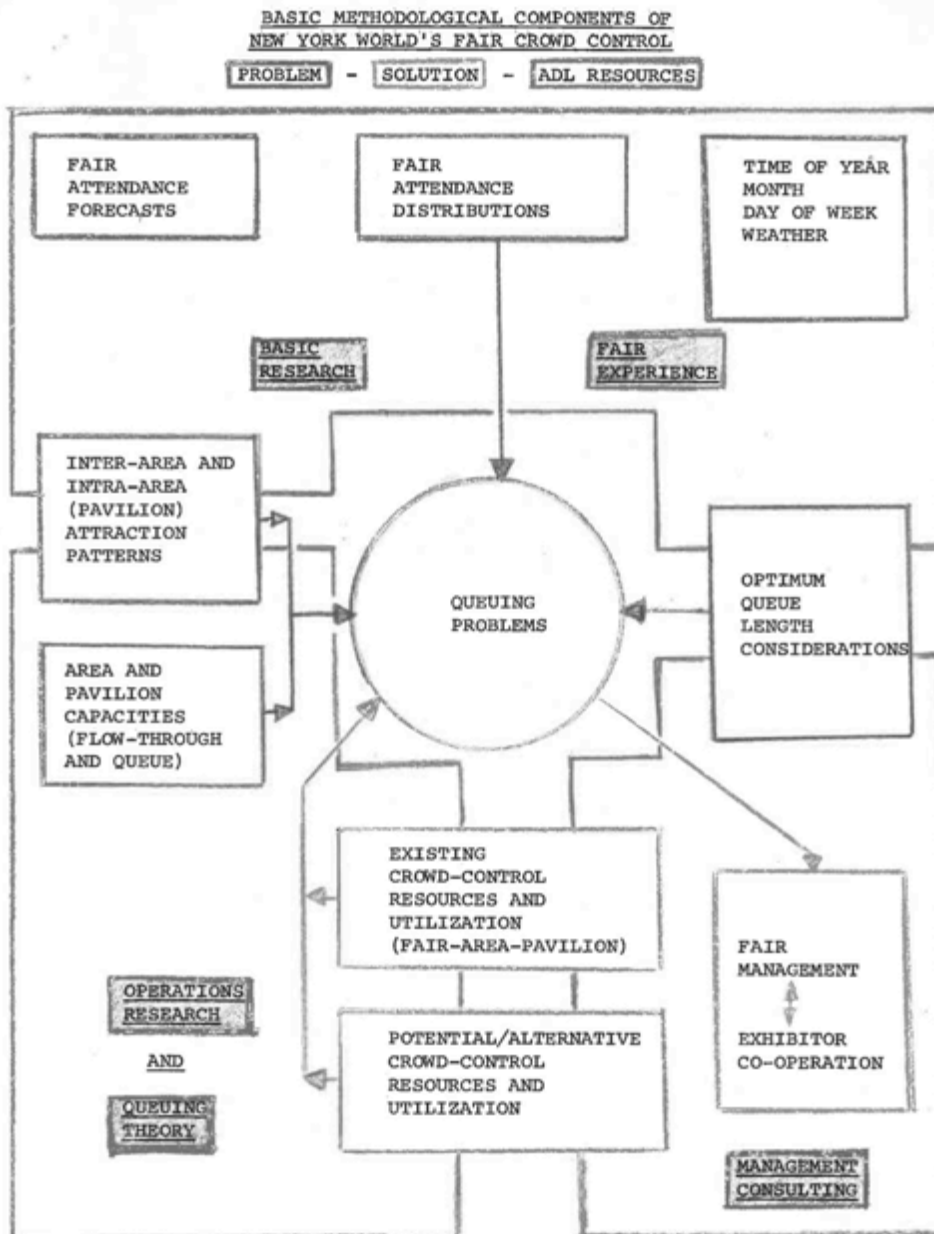 BASIC METHODOLOGICAL COMPONENTS OF
NEW YORK WORLD'S FAIR CROWD CONTROL
PROBLEM - SOLUTION - ADL RESOURCES
FAIR
ATTENDANCE
FORECASTS
FAIR
ATTENDANCE
DISTRIBUTIONS
TIME OF YEAR
MONTH
DAY OF WEEK
WEATHER
BASIC
RESEARCH
FAIR
EXPERIENCE
INTER-AREA AND
INTRA-AREA
(PAVILION)
ATTRACTION
PATTERNS
QUEUING
PROBLEMS
OPTIMUM
QUEUE
LENGTH
CONSIDERATIONS
AREA AND
PAVILION
CAPACITIES
(FLOW-THROUGH
AND QUEUE)
EXISTING
CROWD-CONTROL
RESOURCES AND
UTILIZATION
(FAIR-AREA-PAVILION)
FAIR
MANAGEMENT
EXHIBITOR
CO-OPERATION
OPERATIONS
RESEARCH
AND
QUEUING
THEORY
POTENTIAL/ALTERNATIVE
CROWD-CONTROL
RESOURCES AND
UTILIZATION
MANAGEMENT
CONSULTING